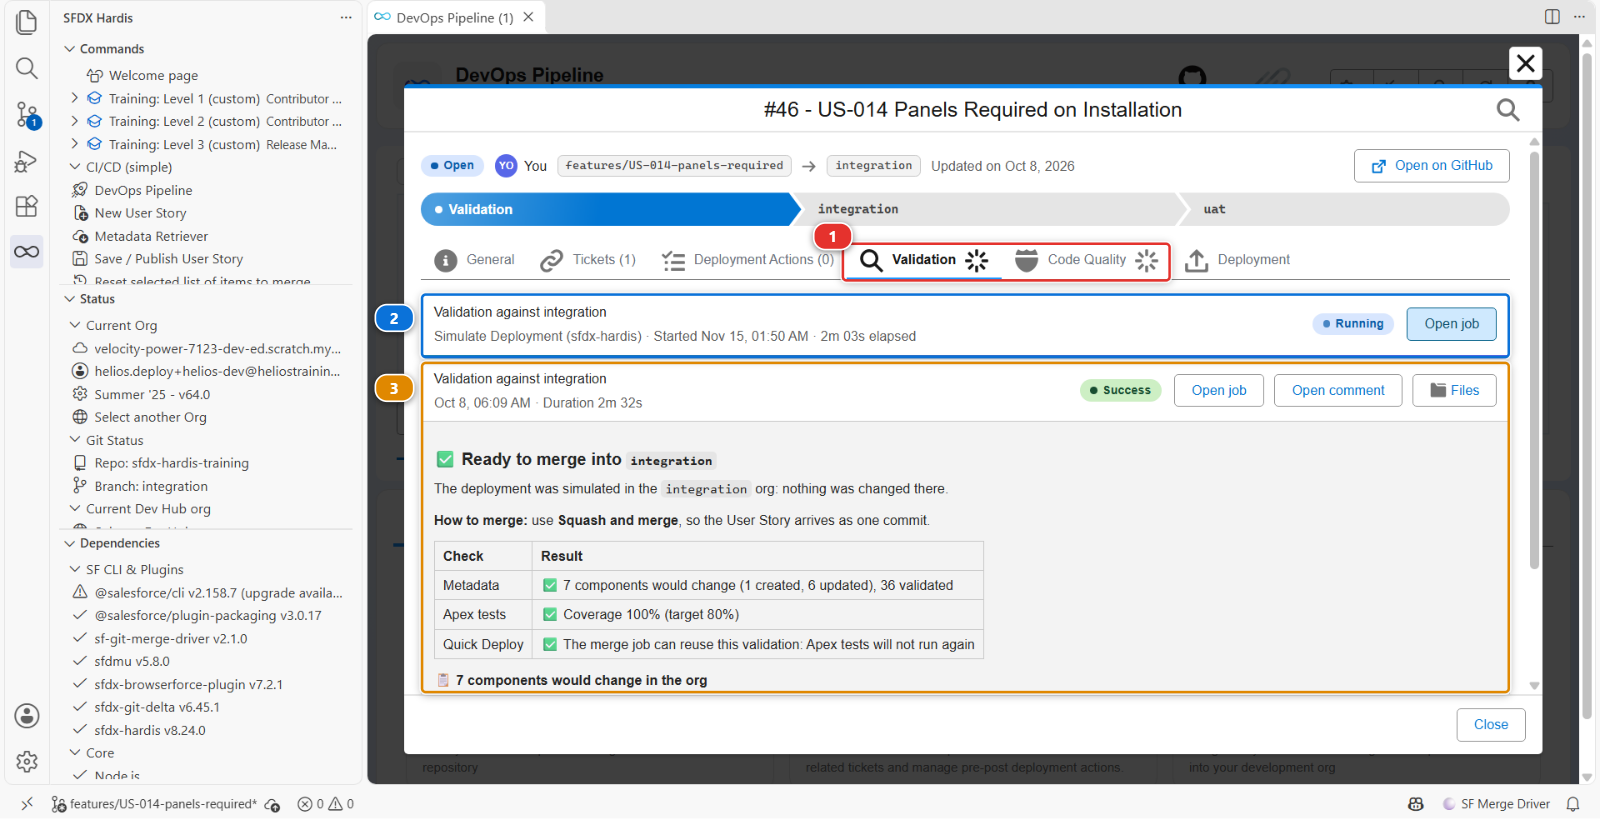 SFDX Hardis
DevOps Pipeline (1)
Commands
Welcome page
Training: Level 1 (custom) Contributor ...
Training: Level 2 (custom) Contributor ...
Training: Level 3 (custom) Release Ma...
CI/CD (simple)
DevOps Pipeline
New User Story
Metadata Retriever
Save / Publish User Story
Reset selected list of items to merge
Status
Current Org
velocity-power-7123-dev-ed.scratch.my...
helios.deploy+helios-dev@heliostrainin...
Summer '25 - v64.0
Select another Org
Git Status
Repo: sfdx-hardis-training
Branch: integration
Current Dev Hub org
Dependencies
SF CLI & Plugins
@salesforce/cli v2.158.7 (upgrade availa...
@salesforce/plugin-packaging v3.0.17
sf-git-merge-driver v2.1.0
sfdmu v5.8.0
sfdx-browserforce-plugin v7.2.1
sfdx-git-delta v6.45.1
sfdx-hardis v8.24.0
Core
Node.js
1
DevOps Pipeline
#46 - US-014 Panels Required on Installation
Open
YO You features/US-014-panels-required → integration Updated on Oct 8, 2026
Open on GitHub
Validation
integration
uat
1
General
Tickets (1)
Deployment Actions (0)
Validation
Code Quality
Deployment
2
Validation against integration
Simulate Deployment (sfdx-hardis) · Started Nov 15, 01:50 AM · 2m 03s elapsed
Running
Open job
3
Validation against integration
Oct 8, 06:09 AM · Duration 2m 32s
Success
Open job
Open comment
Files
Ready to merge into integration
The deployment was simulated in the integration org: nothing was changed there.
How to merge: use Squash and merge, so the User Story arrives as one commit.
Check Result
Metadata 7 components would change (1 created, 6 updated), 36 validated
Apex tests Coverage 100% (target 80%)
Quick Deploy The merge job can reuse this validation: Apex tests will not run again
7 components would change in the org
Close
repository
related tickets and manage pre-post deployment actions.
into your development org
features/US-014-panels-required*
0 0
SF Merge Driver